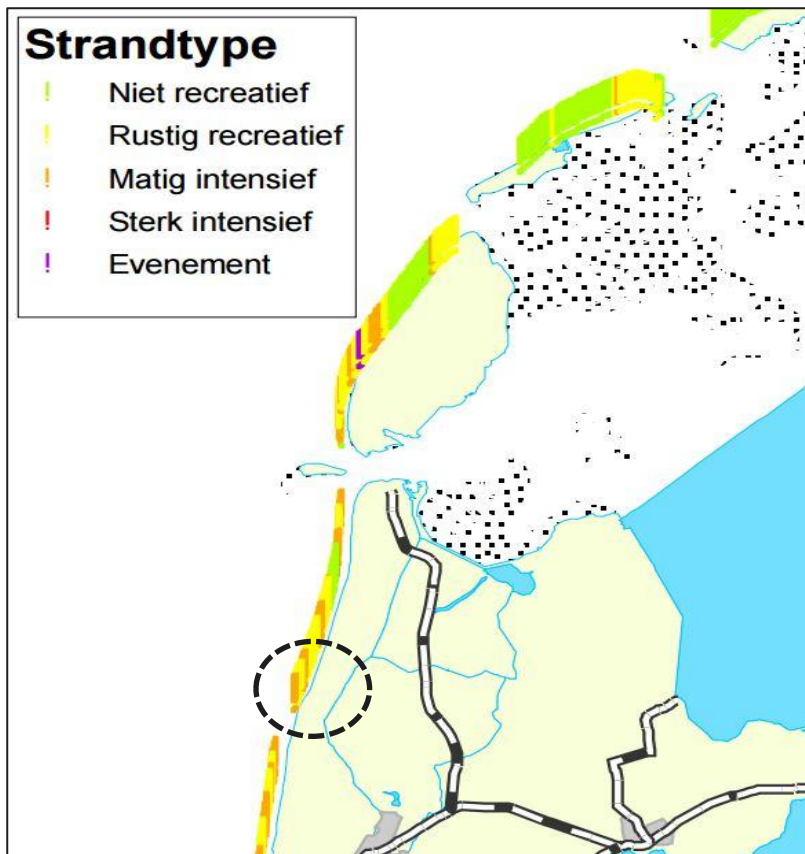 Strandtype
! Niet recreatief
! Rustig recreatief
! Matig intensief
! Sterk intensief
! Evenement